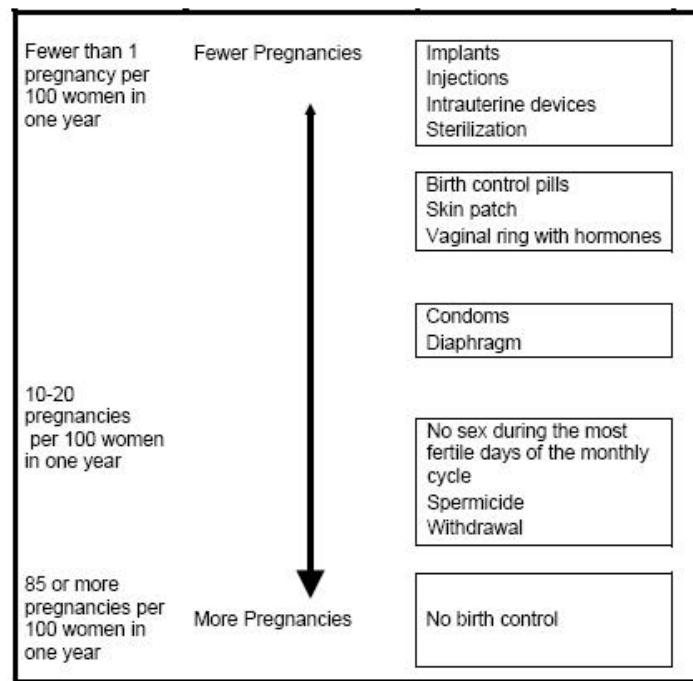 Fewer than 1
pregnancy per
100 women in
one year
Fewer Pregnancies
Implants
Injections
Intrauterine devices
Sterilization
Birth control pills
Skin patch
Vaginal ring with hormones
Condoms
Diaphragm
10-20
pregnancies
per 100 women
in one year
No sex during the most
fertile days of the monthly
cycle
Spermicide
Withdrawal
85 or more
pregnancies per
100 women in
one year
More Pregnancies
No birth control